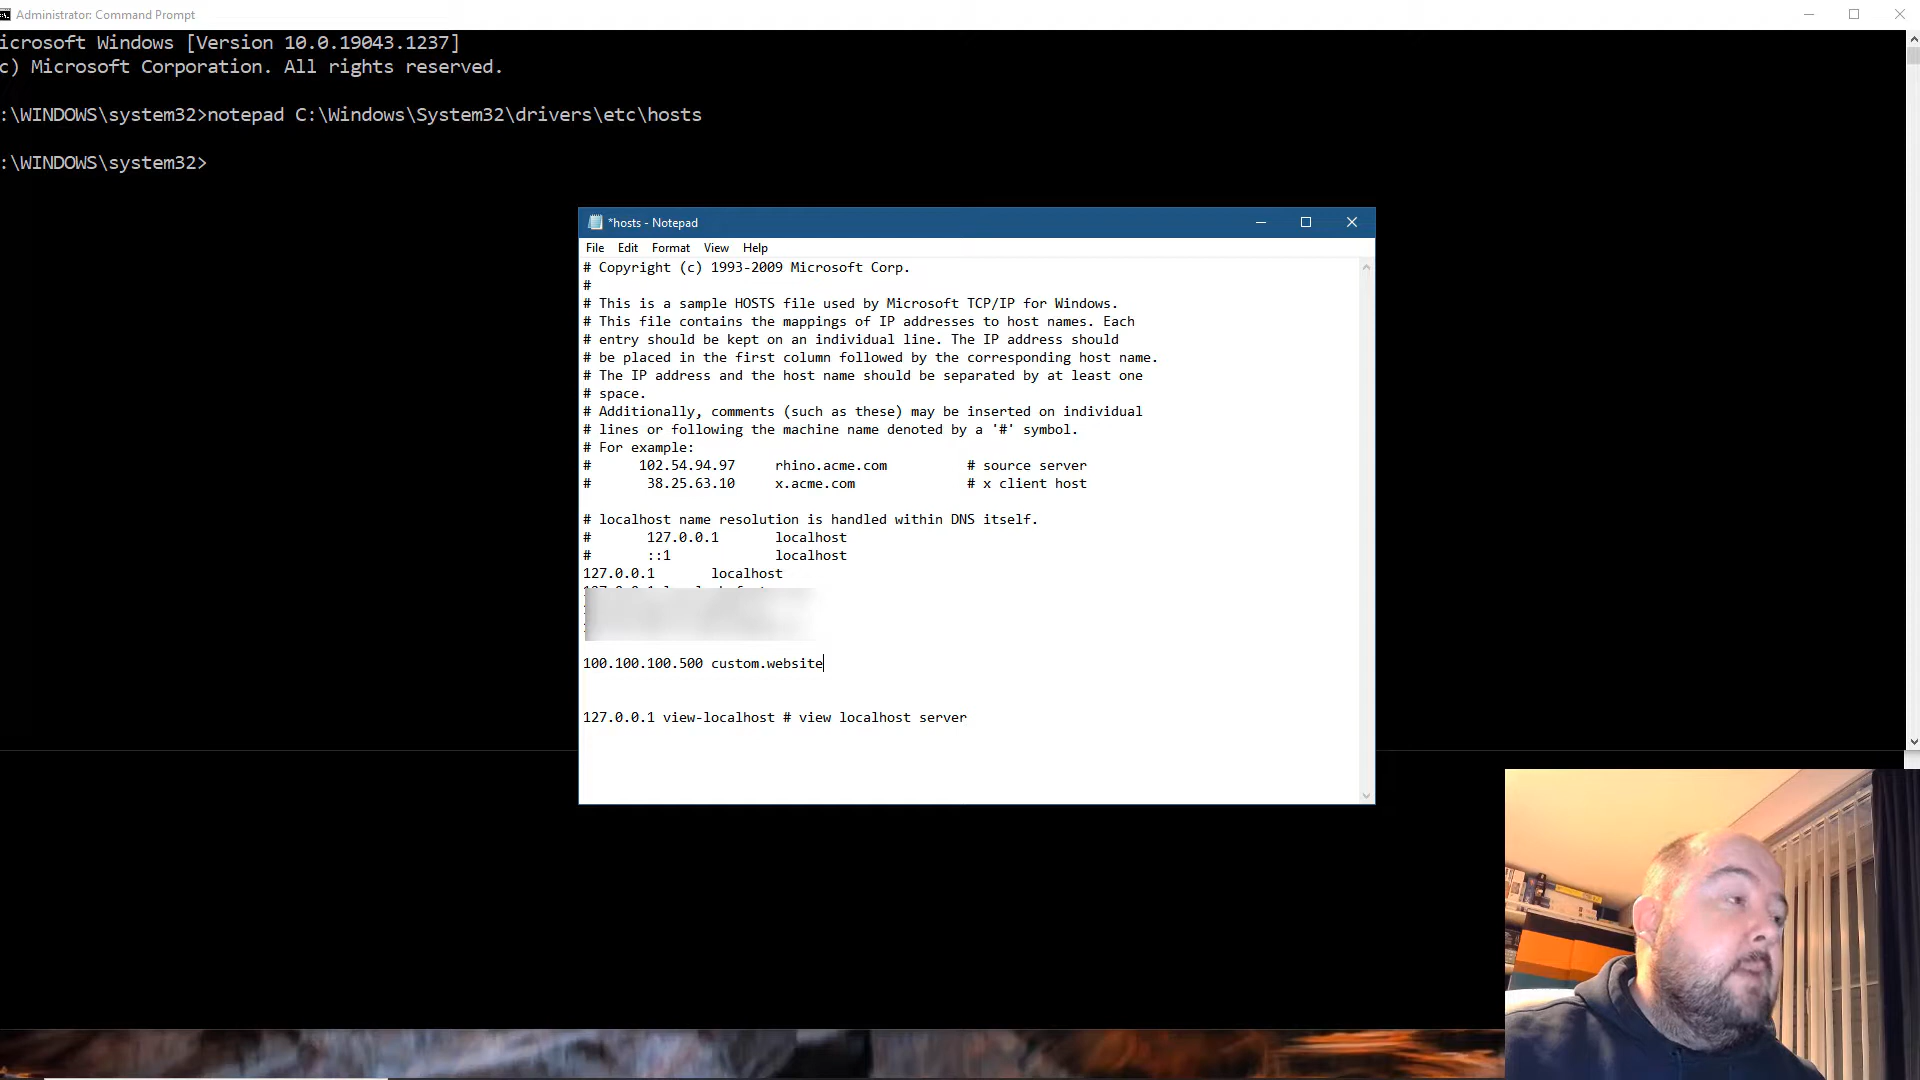 Administrator: Command Prompt
icrosoft Windows [Version 10.0.19043.1237]
c) Microsoft Corporation. All rights reserved.
:\WINDOWS\system32>notepad C:\Windows\System32\drivers\etc\hosts
:\WINDOWS\system32>
*hosts - Notepad
File Edit Format View Help
# Copyright (c) 1993-2009 Microsoft Corp.
#
# This is a sample HOSTS file used by Microsoft TCP/IP for Windows.
# This file contains the mappings of IP addresses to host names. Each
# entry should be kept on an individual line. The IP address should
# be placed in the first column followed by the corresponding host name.
# The IP address and the host name should be separated by at least one
# space.
# Additionally, comments (such as these) may be inserted on individual
# lines or following the machine name denoted by a '#' symbol.
# For example:
# 102.54.94.97 rhino.acme.com # source server
# 38.25.63.10 x.acme.com # x client host
# localhost name resolution is handled within DNS itself.
# 127.0.0.1 localhost
# ::1 localhost
127.0.0.1 localhost
100.100.100.500 custom.website
127.0.0.1 view-localhost # view localhost server